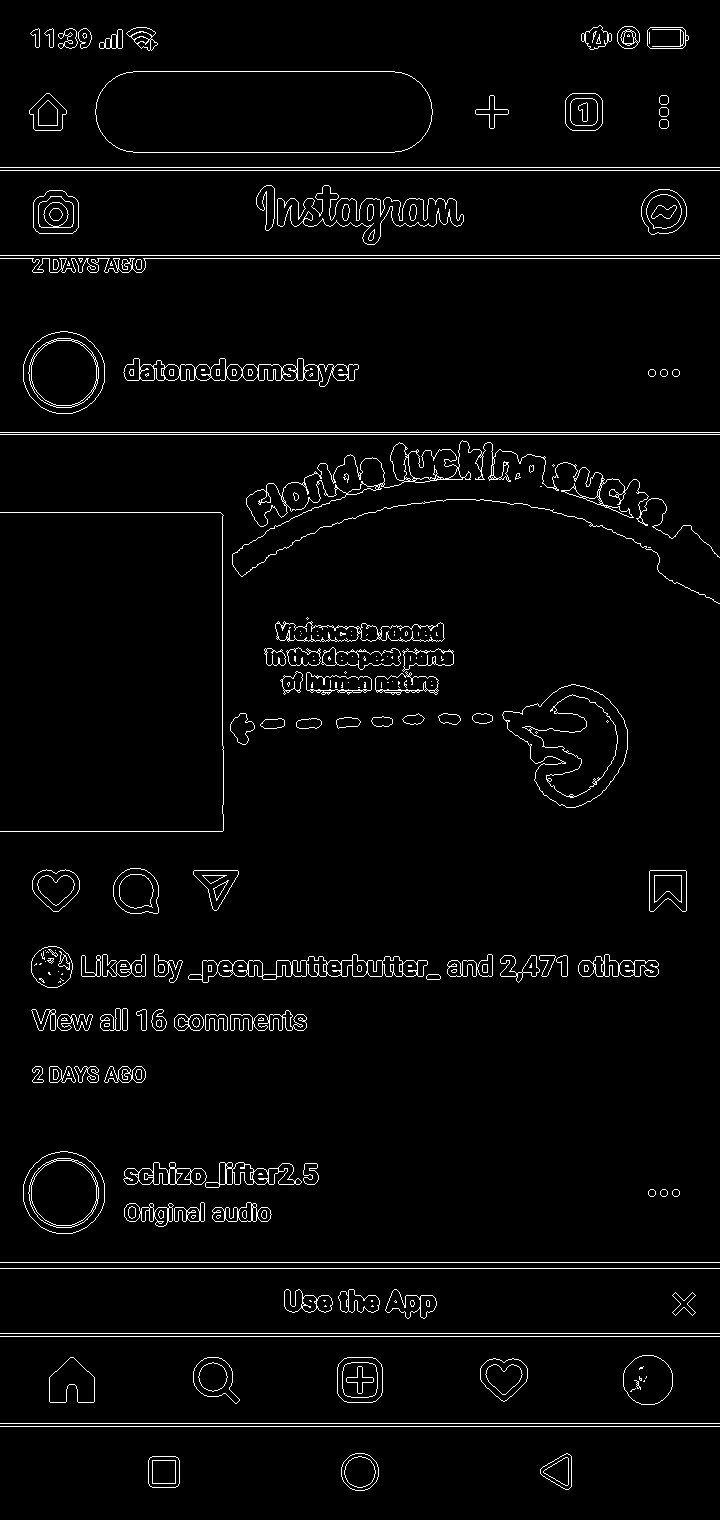 11:39
1
Instagram
2 DAYS AGO
datonedoomslayer
Florida fucking sucks
Violence is rooted
in the deepest parts
of human nature
Liked by _peen_nutterbutter_ and 2,471 others
View all 16 comments
2 DAYS AGO
schizo_lifter2.5
Original audio
Use the App